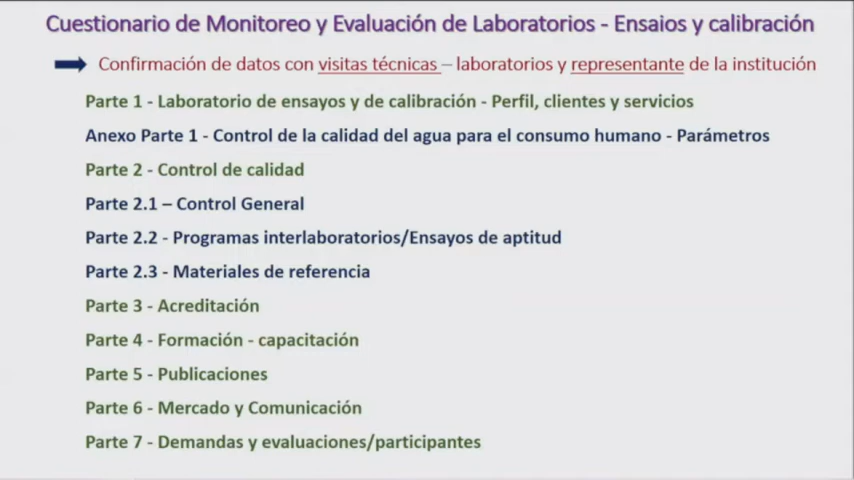 Cuestionario de Monitoreo y Evaluación de Laboratorios - Ensaios y calibración
Confirmación de datos con visitas técnicas – laboratorios y representante de la institución
Parte 1 - Laboratorio de ensayos y de calibración - Perfil, clientes y servicios
Anexo Parte 1 - Control de la calidad del agua para el consumo humano - Parámetros
Parte 2 - Control de calidad
Parte 2.1 – Control General
Parte 2.2 - Programas interlaboratorios/Ensayos de aptitud
Parte 2.3 - Materiales de referencia
Parte 3 - Acreditación
Parte 4 - Formación - capacitación
Parte 5 - Publicaciones
Parte 6 - Mercado y Comunicación
Parte 7 - Demandas y evaluaciones/participantes